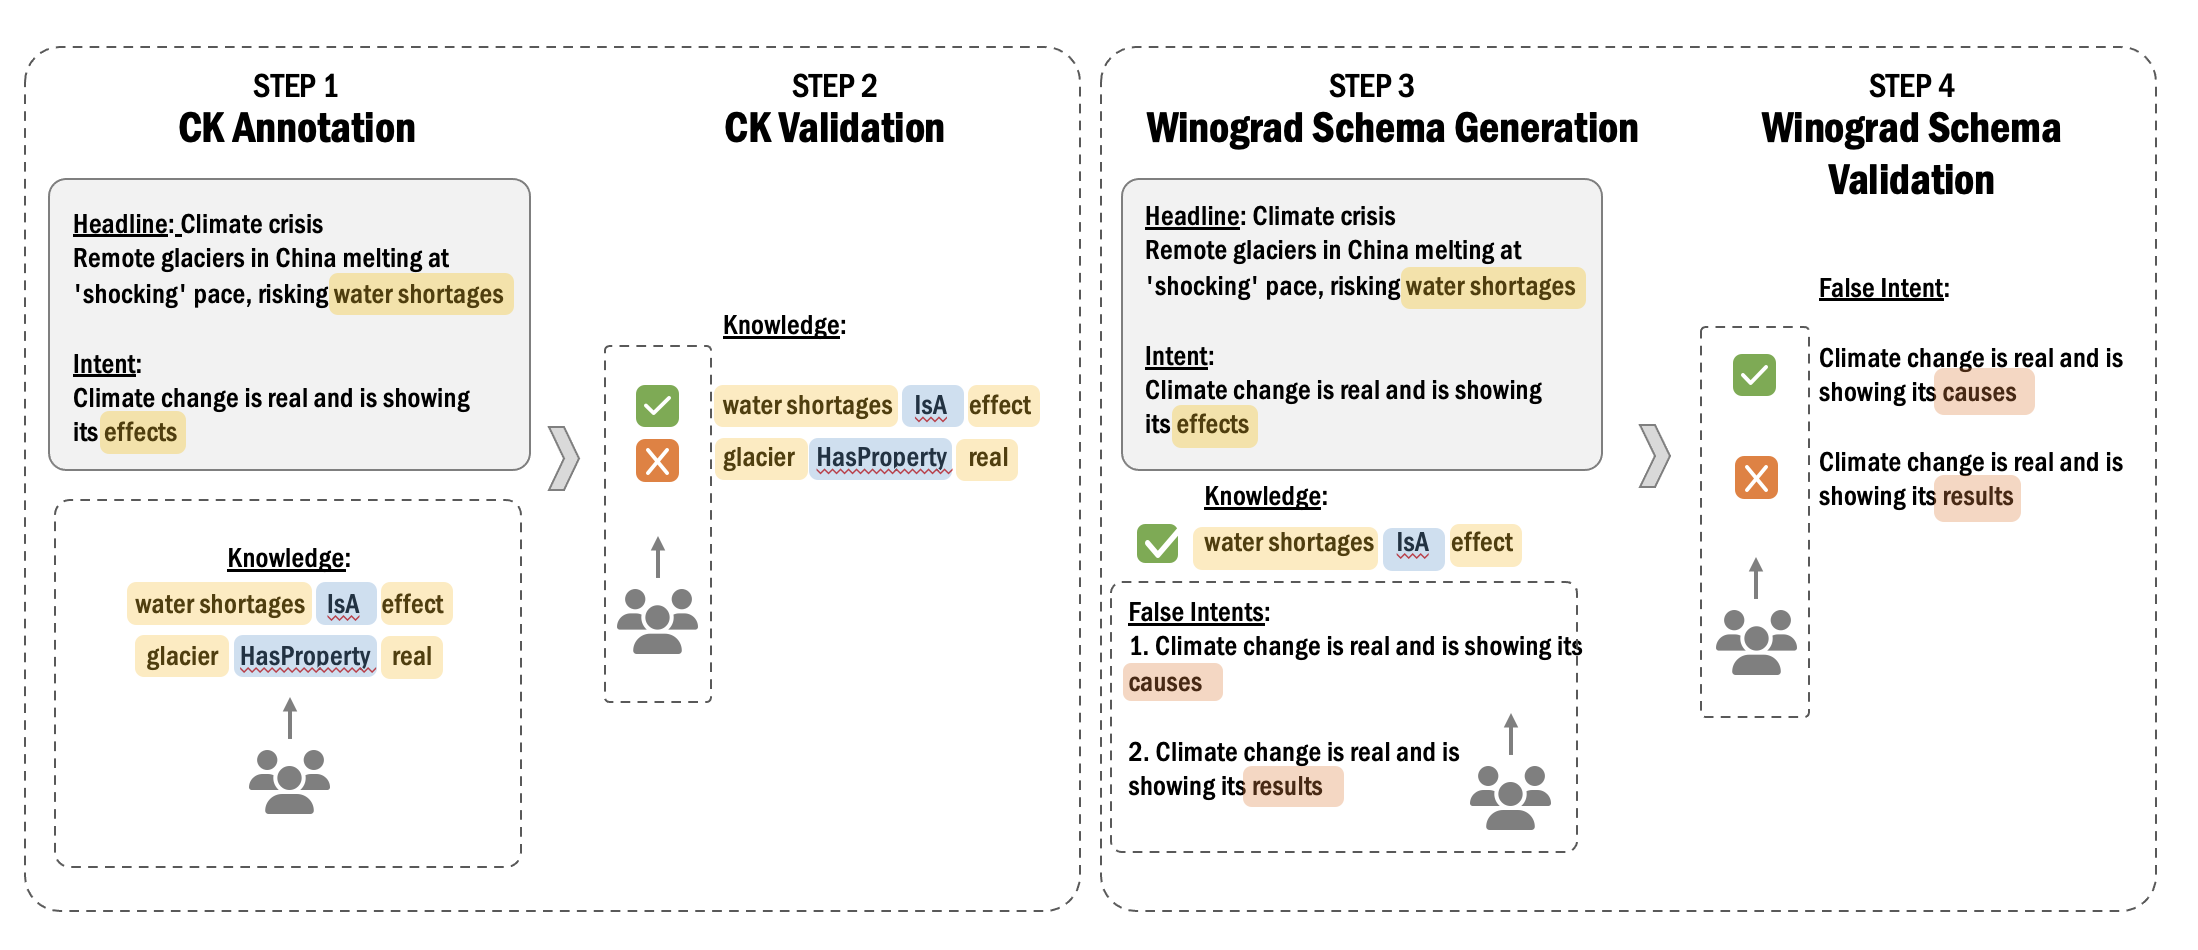 STEP 1
CK Annotation
Headline: Climate crisis
Remote glaciers in China melting at
'shocking' pace, risking water shortages
Intent:
Climate change is real and is showing
its effects
Knowledge:
water shortages IsA effect
glacier HasProperty real
STEP 2
CK Validation
Knowledge:
water shortages IsA effect
glacier HasProperty real
STEP 3
Winograd Schema Generation
Headline: Climate crisis
Remote glaciers in China melting at
'shocking' pace, risking water shortages
Intent:
Climate change is real and is showing
its effects
Knowledge:
water shortages IsA effect
False Intents:
1. Climate change is real and is showing its
causes
2. Climate change is real and is
showing its results
STEP 4
Winograd Schema
Validation
False Intent:
Climate change is real and is
showing its causes
Climate change is real and is
showing its results